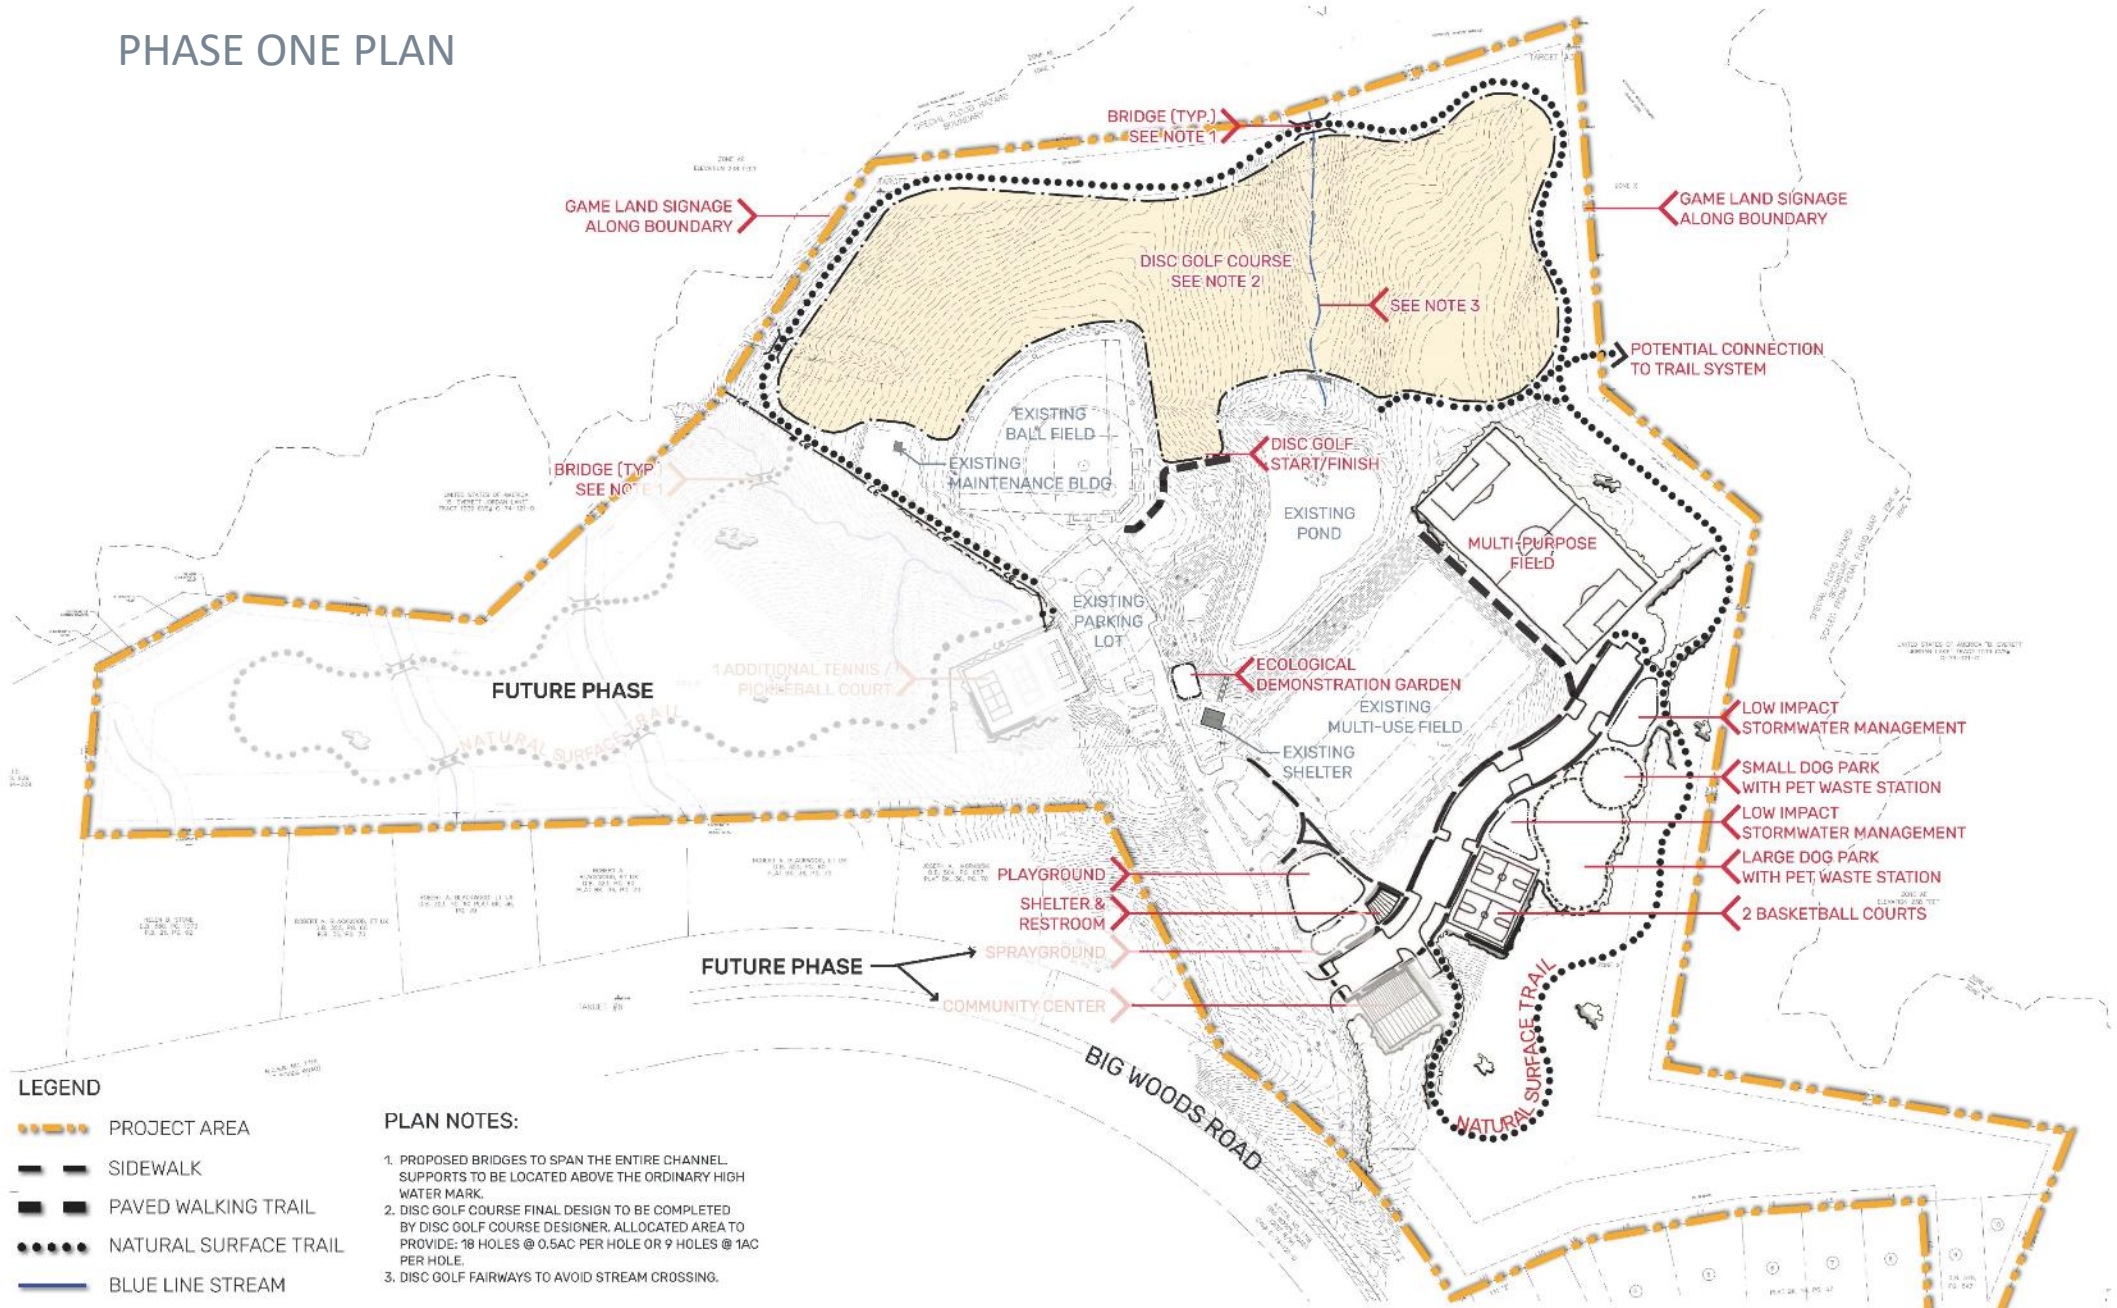 PHASE ONE PLAN
TARGET #3
SPECIAL FLOOD HAZARD
BOUNDARY
BRIDGE (TYP.)
SEE NOTE 1
TARGET
GAME LAND SIGNAGE
ALONG BOUNDARY
GAME LAND SIGNAGE
ALONG BOUNDARY
DISC GOLF COURSE
SEE NOTE 2
SEE NOTE 3
POTENTIAL CONNECTION
TO TRAIL SYSTEM
EXISTING
BALL FIELD
DISC GOLF
START/FINISH
EXISTING
MAINTENANCE BLDG
BRIDGE (TYP.)
SEE NOTE 1
EXISTING
POND
MULTI-PURPOSE
FIELD
EXISTING
PARKING
LOT
ECOLOGICAL
DEMONSTRATION GARDEN
1 ADDITIONAL TENNIS /
PICKLEBALL COURT
FUTURE PHASE
NATURAL SURFACE TRAIL
EXISTING
MULTI-USE FIELD
EXISTING
SHELTER
LOW IMPACT
STORMWATER MANAGEMENT
SMALL DOG PARK
WITH PET WASTE STATION
LOW IMPACT
STORMWATER MANAGEMENT
LARGE DOG PARK
WITH PET WASTE STATION
2 BASKETBALL COURTS
PLAYGROUND
SHELTER &
RESTROOM
SPRAYGROUND
FUTURE PHASE
COMMUNITY CENTER
NATURAL SURFACE TRAIL
BIG WOODS ROAD
LEGEND
PROJECT AREA
SIDEWALK
PAVED WALKING TRAIL
NATURAL SURFACE TRAIL
BLUE LINE STREAM
PLAN NOTES:
1. PROPOSED BRIDGES TO SPAN THE ENTIRE CHANNEL.
SUPPORTS TO BE LOCATED ABOVE THE ORDINARY HIGH
WATER MARK.
2. DISC GOLF COURSE FINAL DESIGN TO BE COMPLETED
BY DISC GOLF COURSE DESIGNER. ALLOCATED AREA TO
PROVIDE: 18 HOLES @ 0.5AC PER HOLE OR 9 HOLES @ 1AC
PER HOLE.
3. DISC GOLF FAIRWAYS TO AVOID STREAM CROSSING.